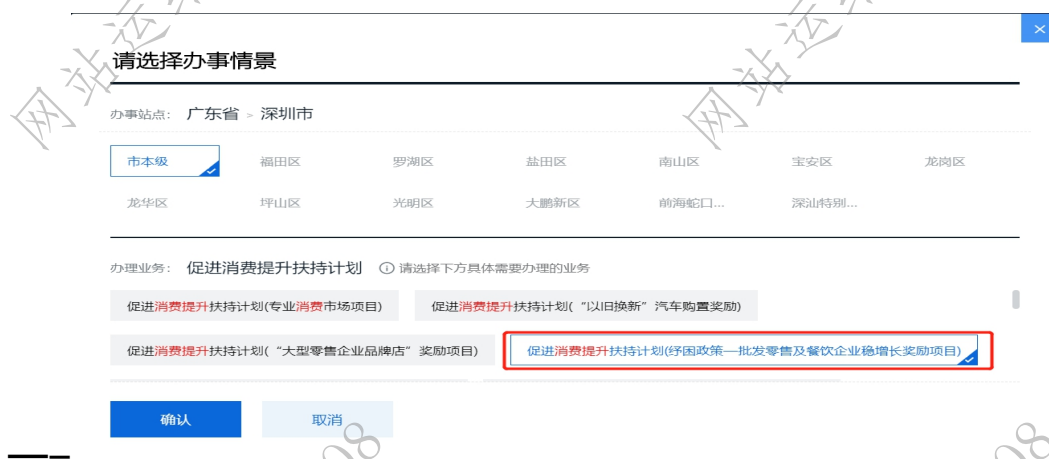 请选择办事情景
办事站点: 广东省 > 深圳市
市本级 福田区 罗湖区 盐田区 南山区 宝安区 龙岗区
龙华区 坪山区 光明区 大鹏新区 前海蛇口... 深汕特别...
办理业务: 促进消费提升扶持计划 请选择下方具体需要办理的业务
促进消费提升扶持计划(专业消费市场项目) 促进消费提升扶持计划(“以旧换新”汽车购置奖励)
促进消费提升扶持计划(“大型零售企业品牌店”奖励项目) 促进消费提升扶持计划(纾困政策—批发零售及餐饮企业稳增长奖励项目)
确认 取消